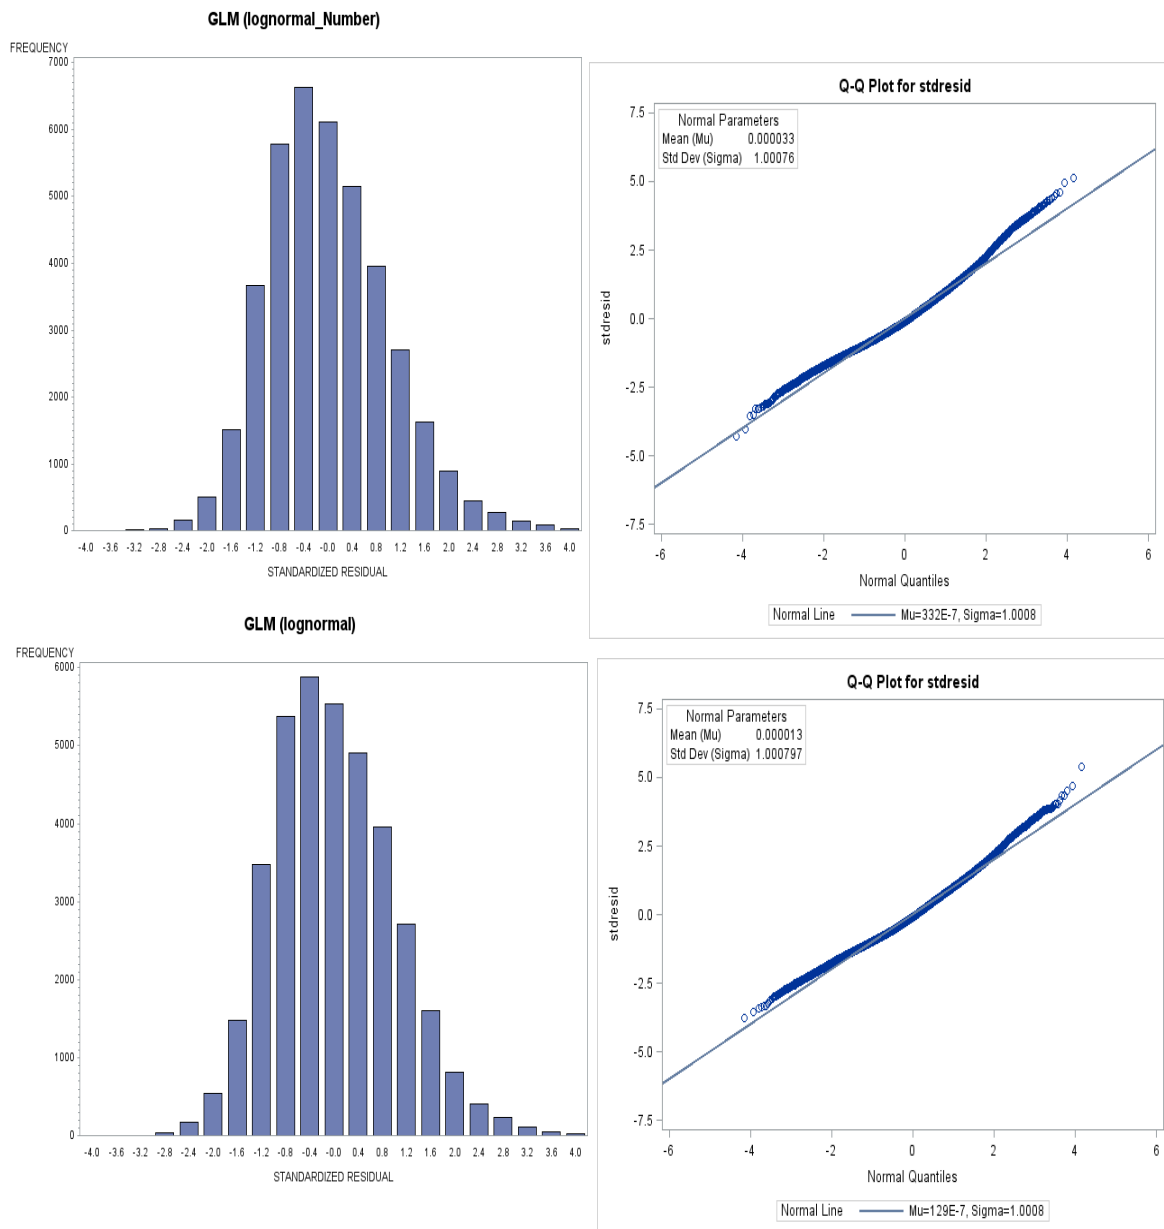 GLM (lognormal_Number)
FREQUENCY
7000
6000
5000
4000
3000
2000
1000
0
-4.0 -3.6 -3.2 -2.8 -2.4 -2.0 -1.6 -1.2 -0.8 -0.4 -0.0 0.4 0.8 1.2 1.6 2.0 2.4 2.8 3.2 3.6 4.0
STANDARDIZED RESIDUAL
Q-Q Plot for stdresid
Normal Parameters
Mean (Mu) 0.000033
Std Dev (Sigma) 1.00076
7.5
5.0
2.5
0.0
-2.5
-5.0
-7.5
stdresid
-6 -4 -2 0 2 4 6
Normal Quantiles
Normal Line Mu=332E-7, Sigma=1.0008
GLM (lognormal)
FREQUENCY
6000
5000
4000
3000
2000
1000
0
-4.0 -3.6 -3.2 -2.8 -2.4 -2.0 -1.6 -1.2 -0.8 -0.4 -0.0 0.4 0.8 1.2 1.6 2.0 2.4 2.8 3.2 3.6 4.0
STANDARDIZED RESIDUAL
Q-Q Plot for stdresid
Normal Parameters
Mean (Mu) 0.000013
Std Dev (Sigma) 1.000797
7.5
5.0
2.5
0.0
-2.5
-5.0
-7.5
stdresid
-6 -4 -2 0 2 4 6
Normal Quantiles
Normal Line Mu=129E-7, Sigma=1.0008